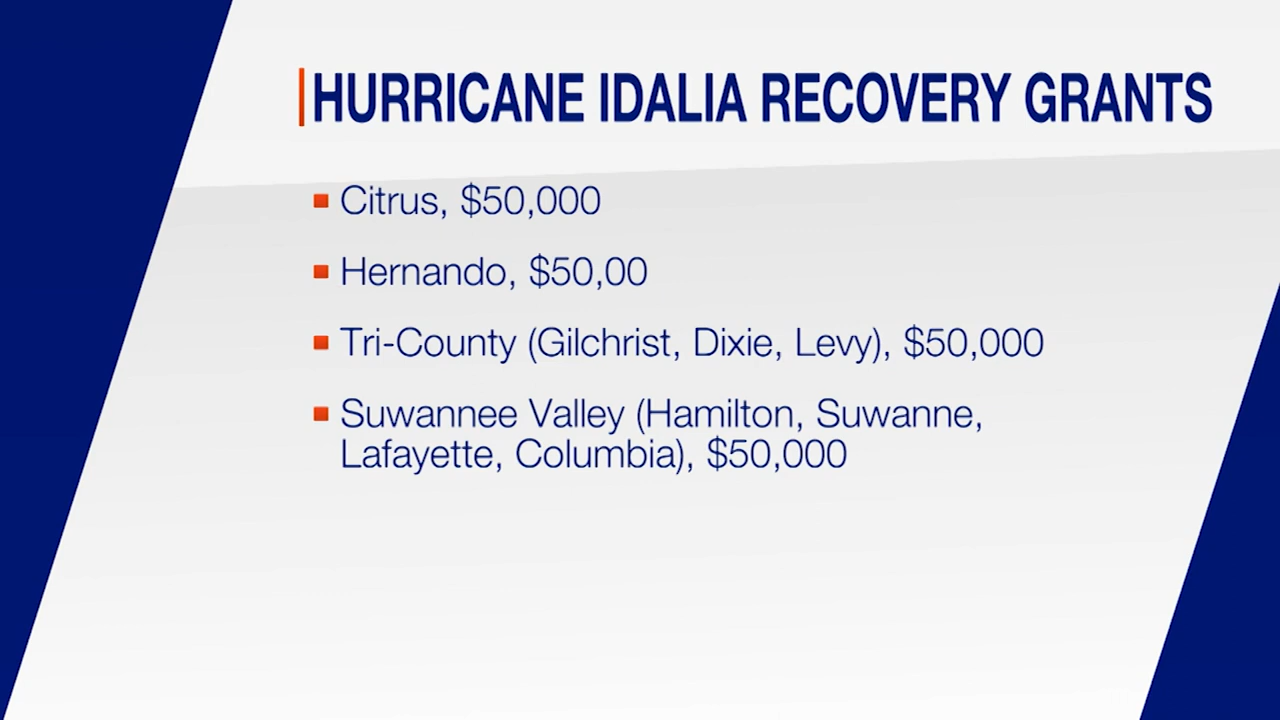 HURRICANE IDALIA RECOVERY GRANTS
Citrus, $50,000
Hernando, $50,00
Tri-County (Gilchrist, Dixie, Levy), $50,000
Suwannee Valley (Hamilton, Suwanne,
Lafayette, Columbia), $50,000